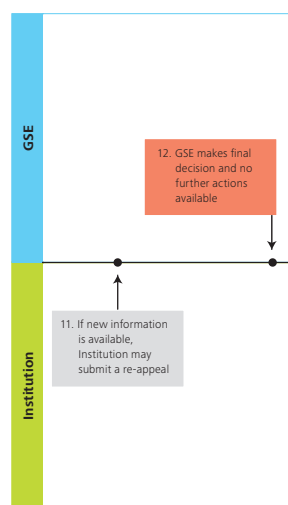 GSE
12. GSE makes final
decision and no
further actions
available
11. If new information
is available,
Institution may
submit a re-appeal
Institution